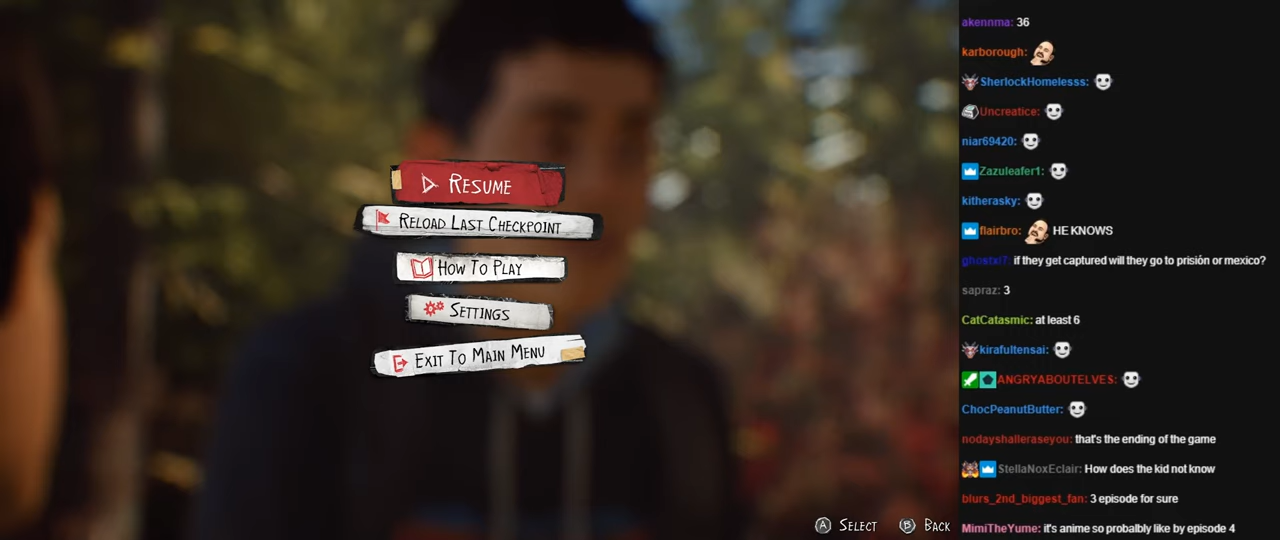 RESUME
RELOAD LAST CHECKPOINT
HOW TO PLAY
SETTINGS
EXIT TO MAIN MENU
A SELECT B BACK
akennma: 36
karborough:
SherlockHomelesss:
Uncreatice:
niar69420:
Zazuleafer1:
kitherasky:
flairbro: HE KNOWS
ghostxi7: if they get captured will they go to prisión or mexico?
sapraz: 3
CatCatasmic: at least 6
kirafultensai:
ANGRYABOUTELVES:
ChocPeanutButter:
nodayshalleraseyou: that's the ending of the game
StellaNoxEclair: How does the kid not know
blurs_2nd_biggest_fan: 3 episode for sure
MimiTheYume: it's anime so probalbly like by episode 4